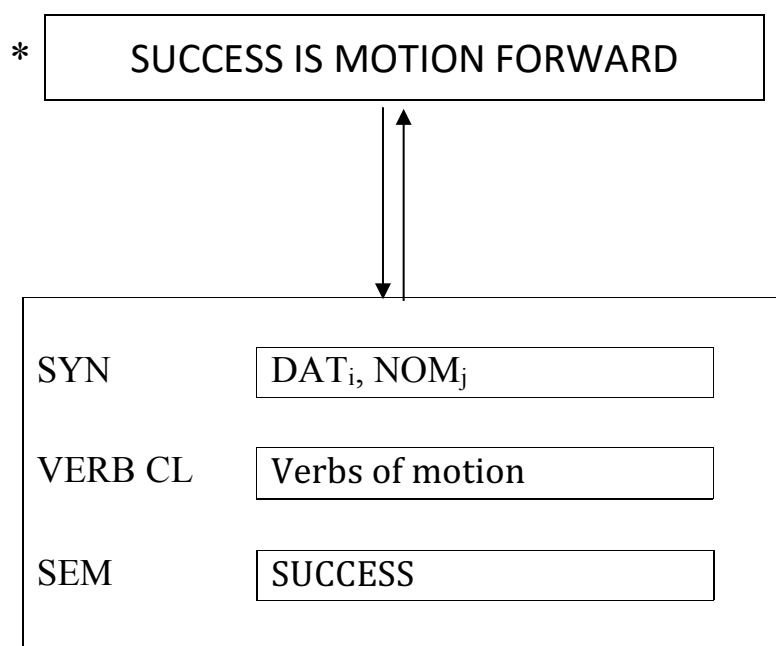 * SUCCESS IS MOTION FORWARD
SYN DATᵢ, NOMⱼ
VERB CL Verbs of motion
SEM SUCCESS